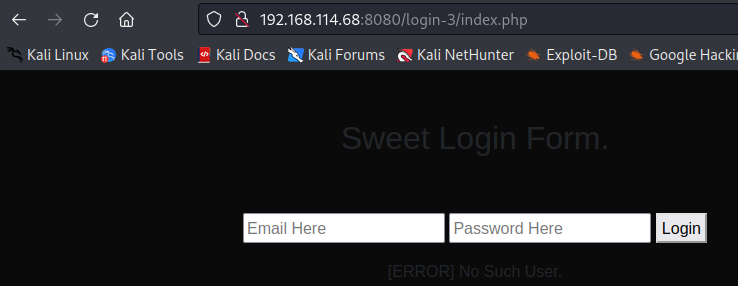 192.168.114.68:8080/login-3/index.php
Kali Linux Kali Tools Kali Docs Kali Forums Kali NetHunter Exploit-DB Google Hackin
Sweet Login Form.
Email Here Password Here Login
[ERROR] No Such User.